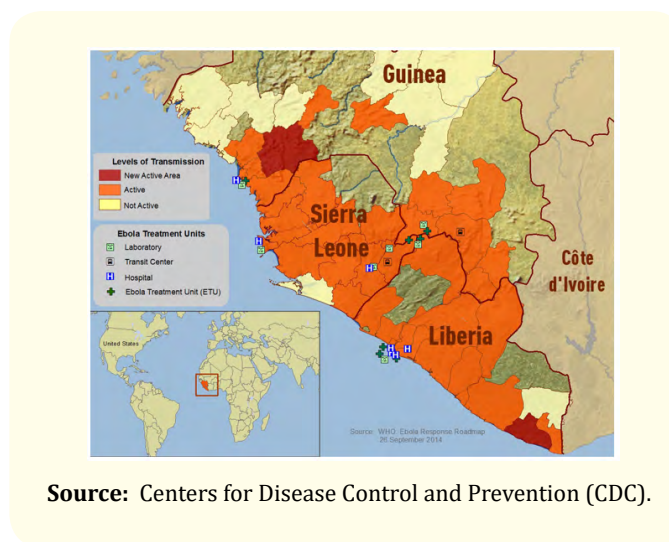 Guinea
Levels of Transmission
New Active Area
Active
Not Active
Sierra
Leone
Ebola Treatment Units
Laboratory
Transit Center
Hospital
Ebola Treatment Unit (ETU)
Côte
d'Ivoire
Liberia
United States
Source: WHO: Ebola Response Roadmap
26 September 2014
Source: Centers for Disease Control and Prevention (CDC).